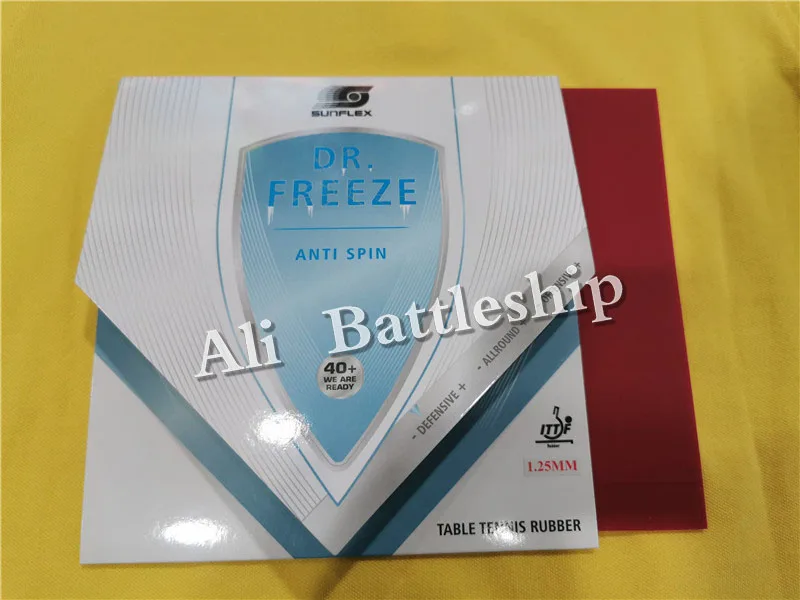 SUNFLEX
DR.
FREEZE
ANTI SPIN
Ali Battleship
40+
WE ARE
READY
- DEFENSIVE +
- ALLROUND +
OFFENSIVE +
ITTF
1.25MM
TABLE TENNIS RUBBER